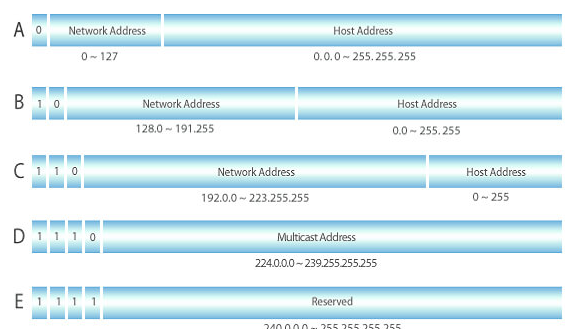 A 0 Network Address Host Address
0 ~ 127 0. 0. 0 ~ 255. 255. 255
B 1 0 Network Address Host Address
128.0 ~ 191.255 0.0 ~ 255. 255
C 1 1 0 Network Address Host Address
192.0.0 ~ 223.255.255 0 ~ 255
D 1 1 1 0 Multicast Address
224.0.0.0 ~ 239.255.255.255
E 1 1 1 1 Reserved
240.0.0.0 ~ 255.255.255.255